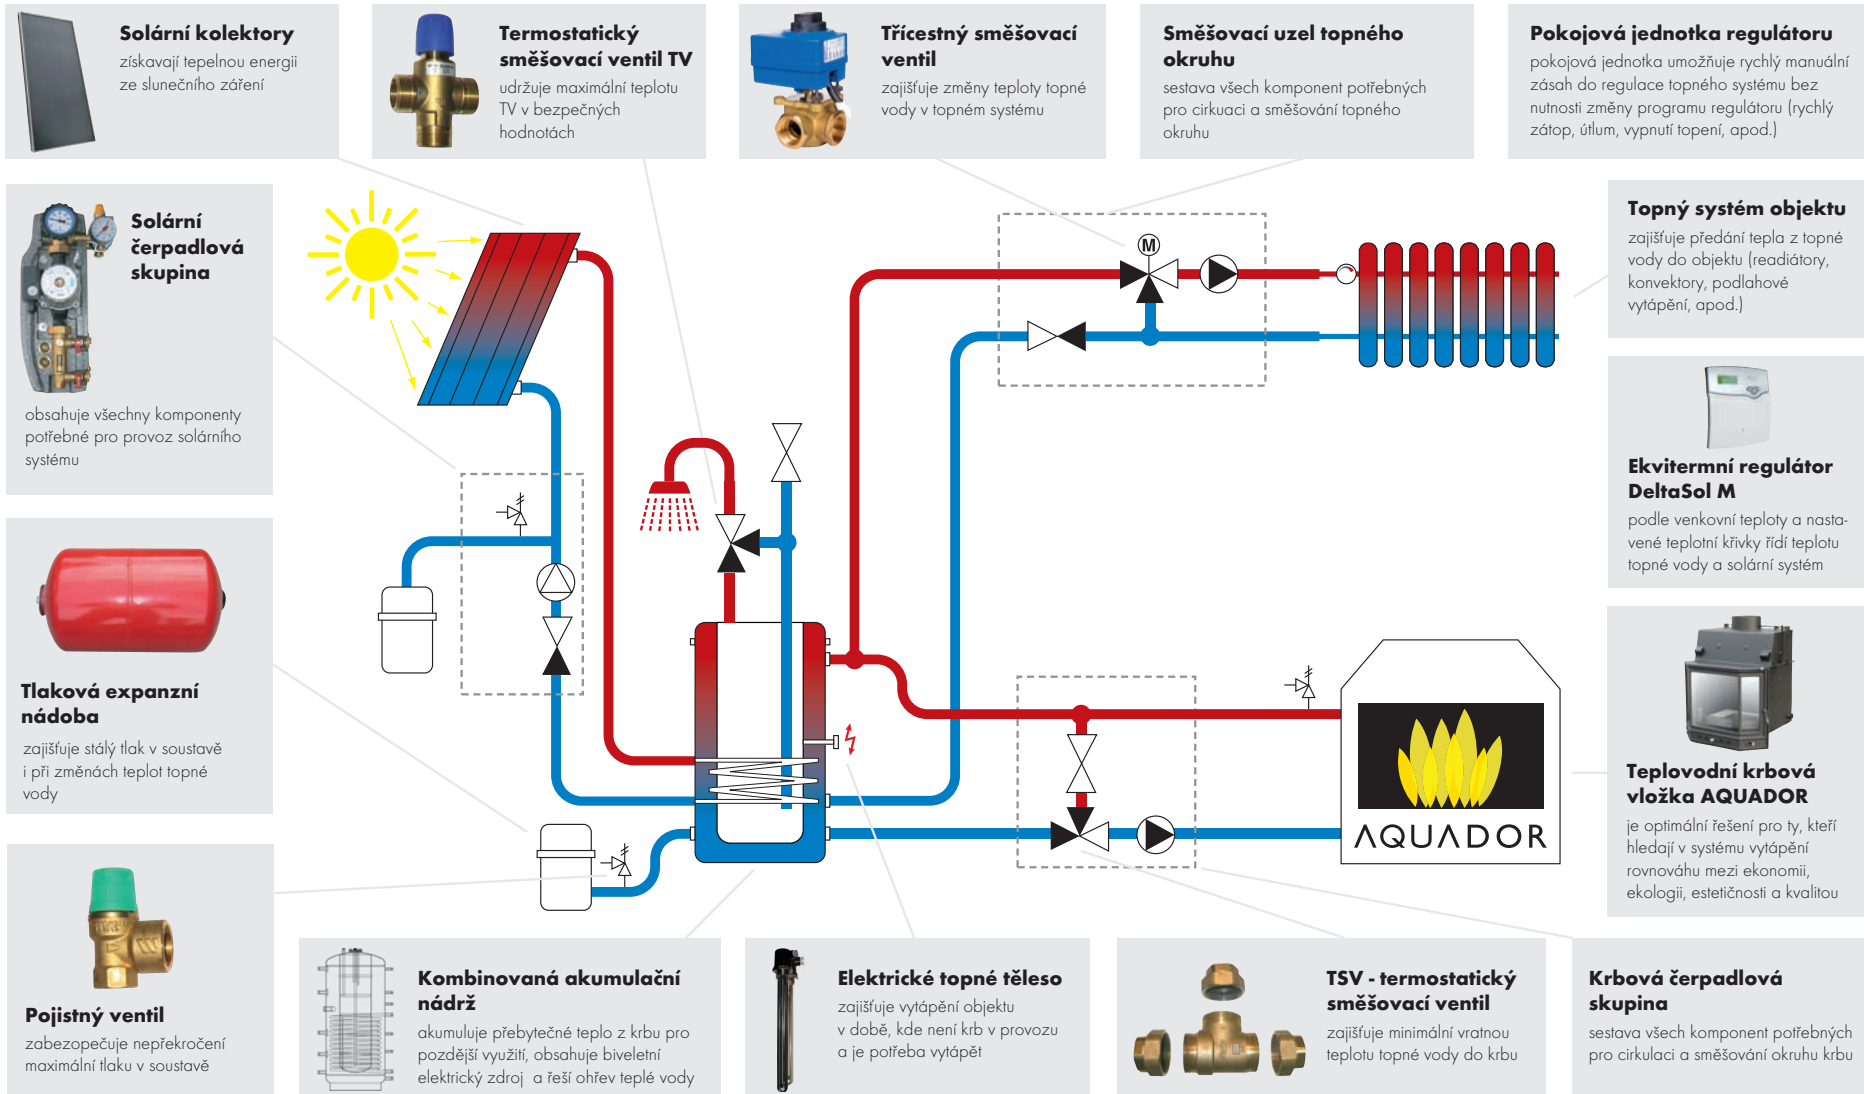 Solární kolektory
získavají tepelnou energii
ze slunečního záření
Termostatický
směšovací ventil TV
udržuje maximální teplotu
TV v bezpečných
hodnotách
Třícestný směšovací
ventil
zajišťuje změny teploty topné
vody v topném systému
Směšovací uzel topného
okruhu
sestava všech komponent potřebných
pro cirkuaci a směšování topného
okruhu
Pokojová jednotka regulátoru
pokojová jednotka umožňuje rychlý manuální
zásah do regulace topného systému bez
nutnosti změny programu regulátoru (rychlý
zátop, útlum, vypnutí topení, apod.)
Solární
čerpadlová
skupina
obsahuje všechny komponenty
potřebné pro provoz solárního
systému
M
Topný systém objektu
zajišťuje předání tepla z topné
vody do objektu (readiátory,
konvektory, podlahové
vytápění, apod.)
Ekvitermní regulátor
DeltaSol M
podle venkovní teploty a nasta-
vené teplotní křivky řídí teplotu
topné vody a solární systém
Tlaková expanzní
nádoba
zajišťuje stálý tlak v soustavě
i při změnách teplot topné
vody
AQUADOR
Teplovodní krbová
vložka AQUADOR
je optimální řešení pro ty, kteří
hledají v systému vytápění
rovnováhu mezi ekonomii,
ekologii, estetičnosti a kvalitou
Pojistný ventil
zabezopečuje nepřekročení
maximální tlaku v soustavě
Kombinovaná akumulační
nádrž
akumuluje přebytečné teplo z krbu pro
pozdější využití, obsahuje biveletní
elektrický zdroj a řeší ohřev teplé vody
Elektrické topné těleso
zajišťuje vytápění objektu
v době, kde není krb v provozu
a je potřeba vytápět
TSV - termostatický
směšovací ventil
zajišťuje minimální vratnou
teplotu topné vody do krbu
Krbová čerpadlová
skupina
sestava všech komponent potřebných
pro cirkulaci a směšování okruhu krbu